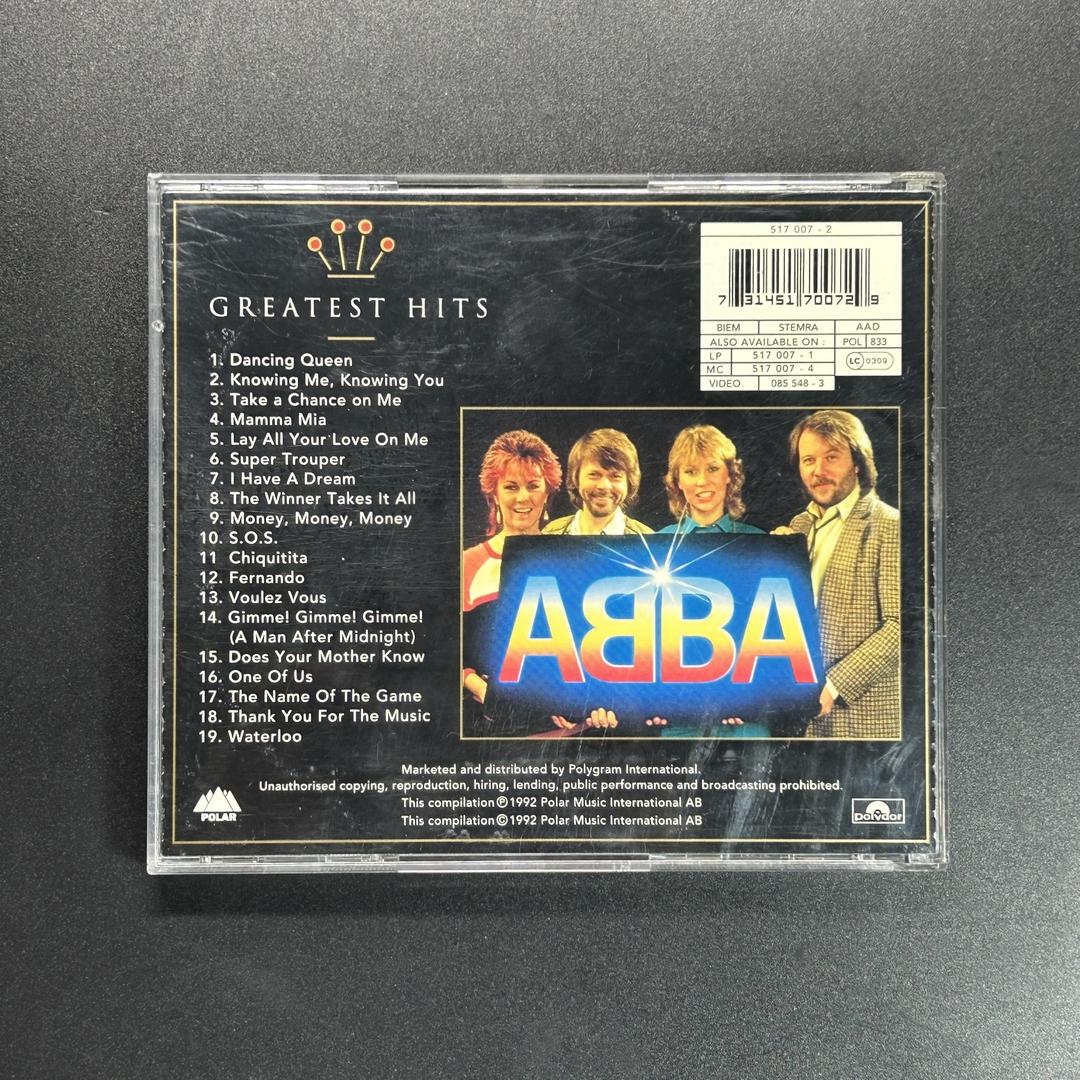 GREATEST HITS
1. Dancing Queen
2. Knowing Me, Knowing You
3. Take a Chance on Me
4. Mamma Mia
5. Lay All Your Love On Me
6. Super Trouper
7. I Have A Dream
8. The Winner Takes It All
9. Money, Money, Money
10. S.O.S.
11 Chiquitita
12. Fernando
13. Voulez Vous
14. Gimme! Gimme! Gimme!
(A Man After Midnight)
15. Does Your Mother Know
16. One Of Us
17. The Name Of The Game
18. Thank You For The Music
19. Waterloo
517 007 - 2
7 31451 70072 9
BIEM STEMRA AAD
ALSO AVAILABLE ON : POL 833
LP 517 007 - 1
MC 517 007 - 4
LC 0309
VIDEO 085 548 - 3
ABBA
Marketed and distributed by Polygram International.
Unauthorised copying, reproduction, hiring, lending, public performance and broadcasting prohibited.
This compilation ℗ 1992 Polar Music International AB
This compilation © 1992 Polar Music International AB
POLAR
polydor